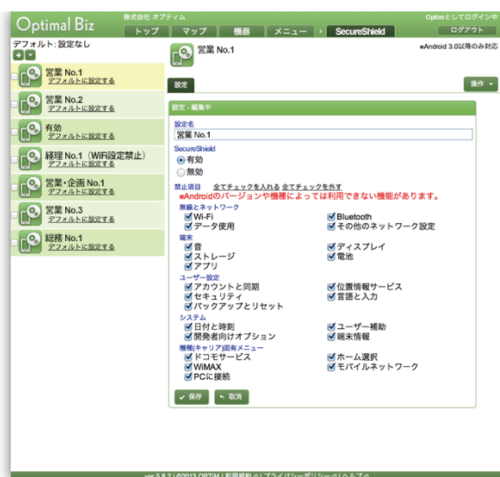 Optimal Biz
株式会社 オプティム
Optimとしてログイン中
トップ
マップ
機器
メニュー
SecureShield
ログアウト
デフォルト: 設定なし
営業 No.1
デフォルトに設定する
営業 No.2
デフォルトに設定する
有効
デフォルトに設定する
経理 No.1（WiFi設定禁止）
デフォルトに設定する
営業・企画 No.1
デフォルトに設定する
営業 No.3
デフォルトに設定する
総務 No.1
デフォルトに設定する
営業 No.1
※Android 3.0以降のみ対応
設定
操作
設定 - 編集中
設定名
営業 No.1
SecureShield
有効
無効
禁止項目 全てチェックを入れる 全てチェックを外す
※Androidのバージョンや機種によっては利用できない機能があります。
無線とネットワーク
Wi-Fi
Bluetooth
データ使用
その他のネットワーク設定
端末
音
ディスプレイ
ストレージ
電池
アプリ
ユーザー設定
アカウントと同期
位置情報サービス
セキュリティ
言語と入力
バックアップとリセット
システム
日付と時刻
ユーザー補助
開発者向けオプション
端末情報
機種(キャリア)固有メニュー
ドコモサービス
ホーム選択
WiMAX
モバイルネットワーク
PCに接続
保存
取消
©2013 OPTiM | 利用規約 | プライバシーポリシー | ヘルプ